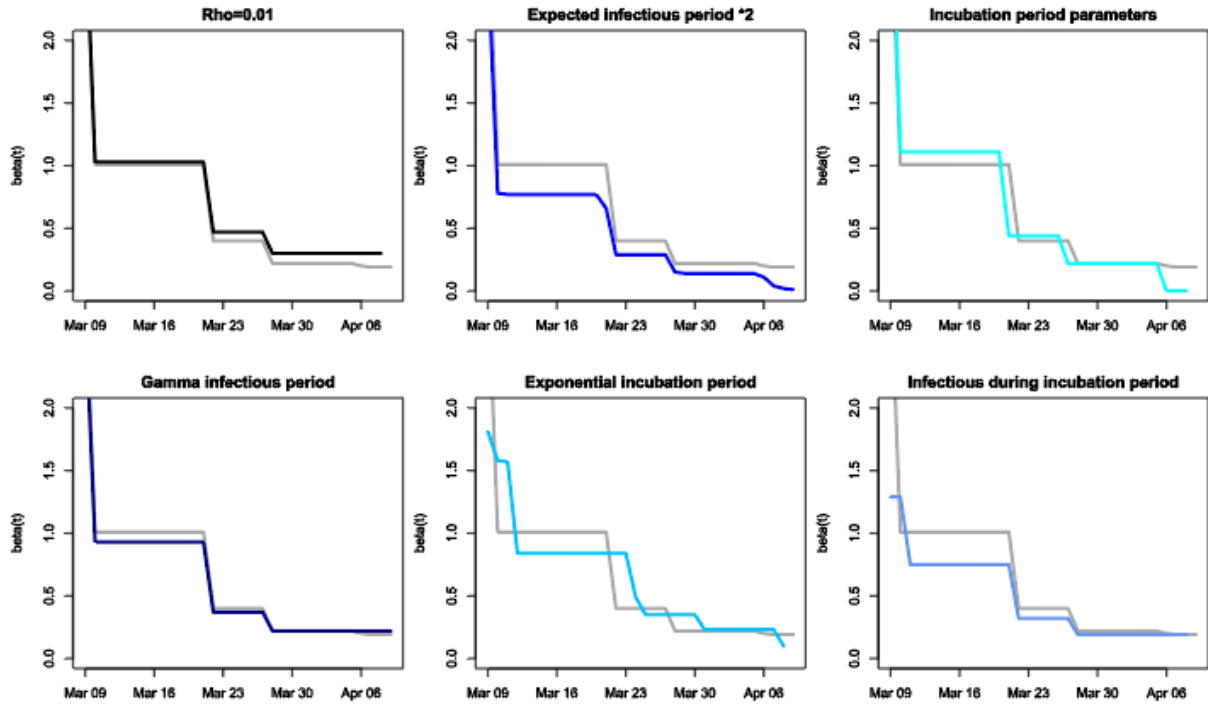 Rho=0.01
beta(t)
2.0
1.5
1.0
0.5
0.0
Mar 09 Mar 16 Mar 23 Mar 30 Apr 06
Expected infectious period *2
beta(t)
2.0
1.5
1.0
0.5
0.0
Mar 09 Mar 16 Mar 23 Mar 30 Apr 06
Incubation period parameters
beta(t)
2.0
1.5
1.0
0.5
0.0
Mar 09 Mar 16 Mar 23 Mar 30 Apr 06
Gamma infectious period
beta(t)
2.0
1.5
1.0
0.5
0.0
Mar 09 Mar 16 Mar 23 Mar 30 Apr 06
Exponential incubation period
beta(t)
2.0
1.5
1.0
0.5
0.0
Mar 09 Mar 16 Mar 23 Mar 30 Apr 06
Infectious during incubation period
beta(t)
2.0
1.5
1.0
0.5
0.0
Mar 09 Mar 16 Mar 23 Mar 30 Apr 06